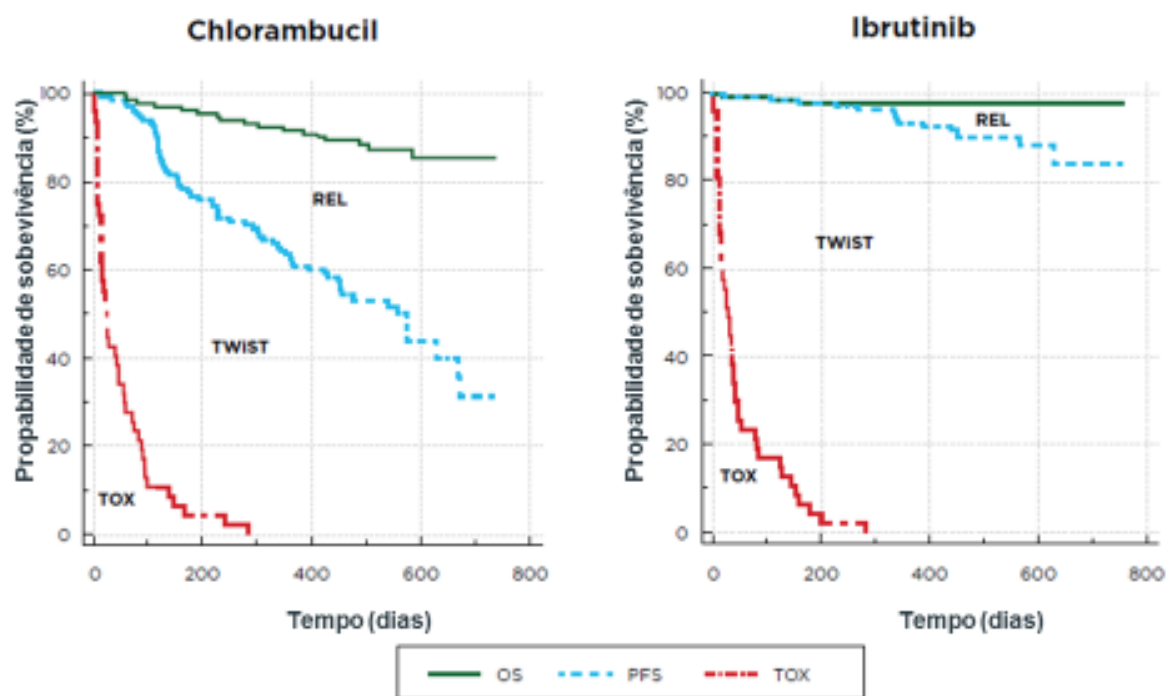 Chlorambucil
Propabilidade de sobevivência (%)
100
80
60
40
20
0
REL
TWIST
TOX
0 200 400 600 800
Tempo (dias)
Ibrutinib
Propabilidade de sobevivência (%)
100
80
60
40
20
0
REL
TWIST
TOX
0 200 400 600 800
Tempo (dias)
OS PFS TOX